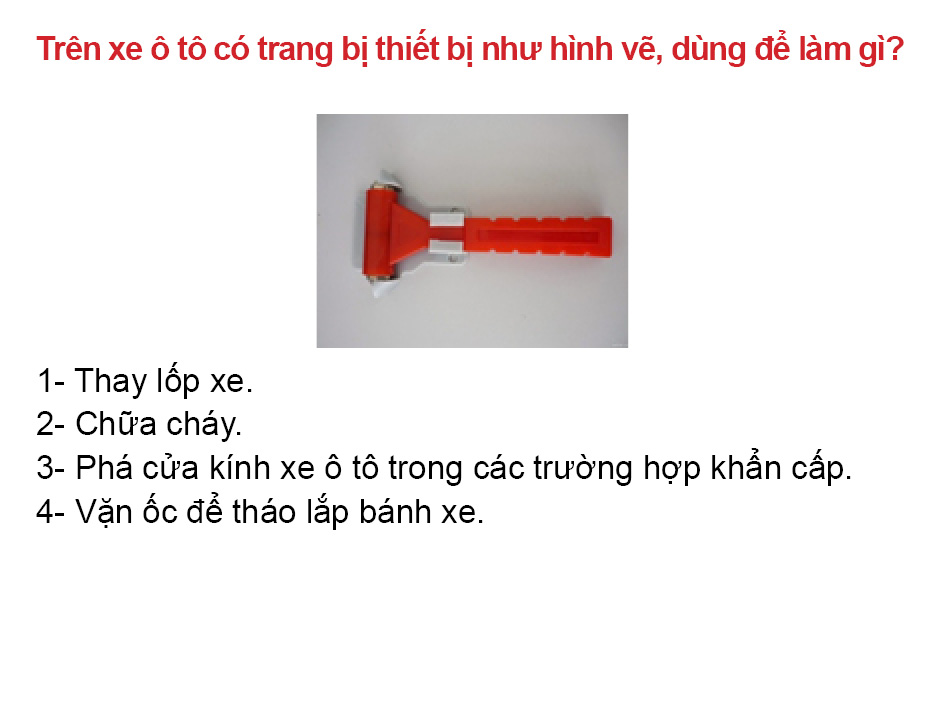 Trên xe ô tô có trang bị thiết bị như hình vẽ, dùng để làm gì?
1- Thay lốp xe.
2- Chữa cháy.
3- Phá cửa kính xe ô tô trong các trường hợp khẩn cấp.
4- Vặn ốc để tháo lắp bánh xe.